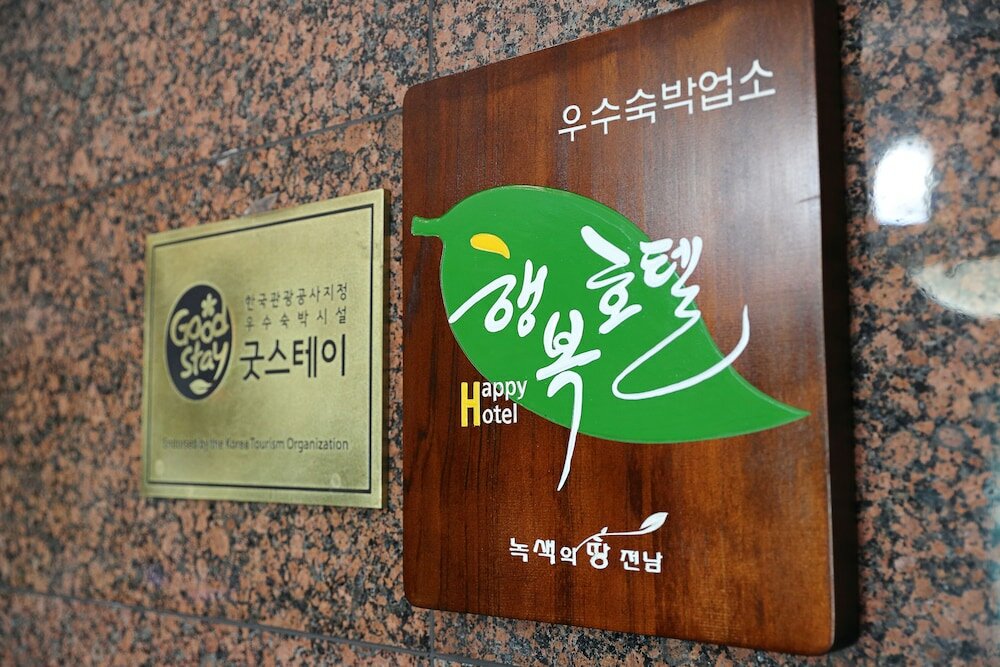 Good
stay
한국관광공사지정
우수숙박시설
굿스테이
Endorsed by the Korea Tourism Organization
우수숙박업소
행복호텔
Happy
Hotel
녹색의 땅 전남